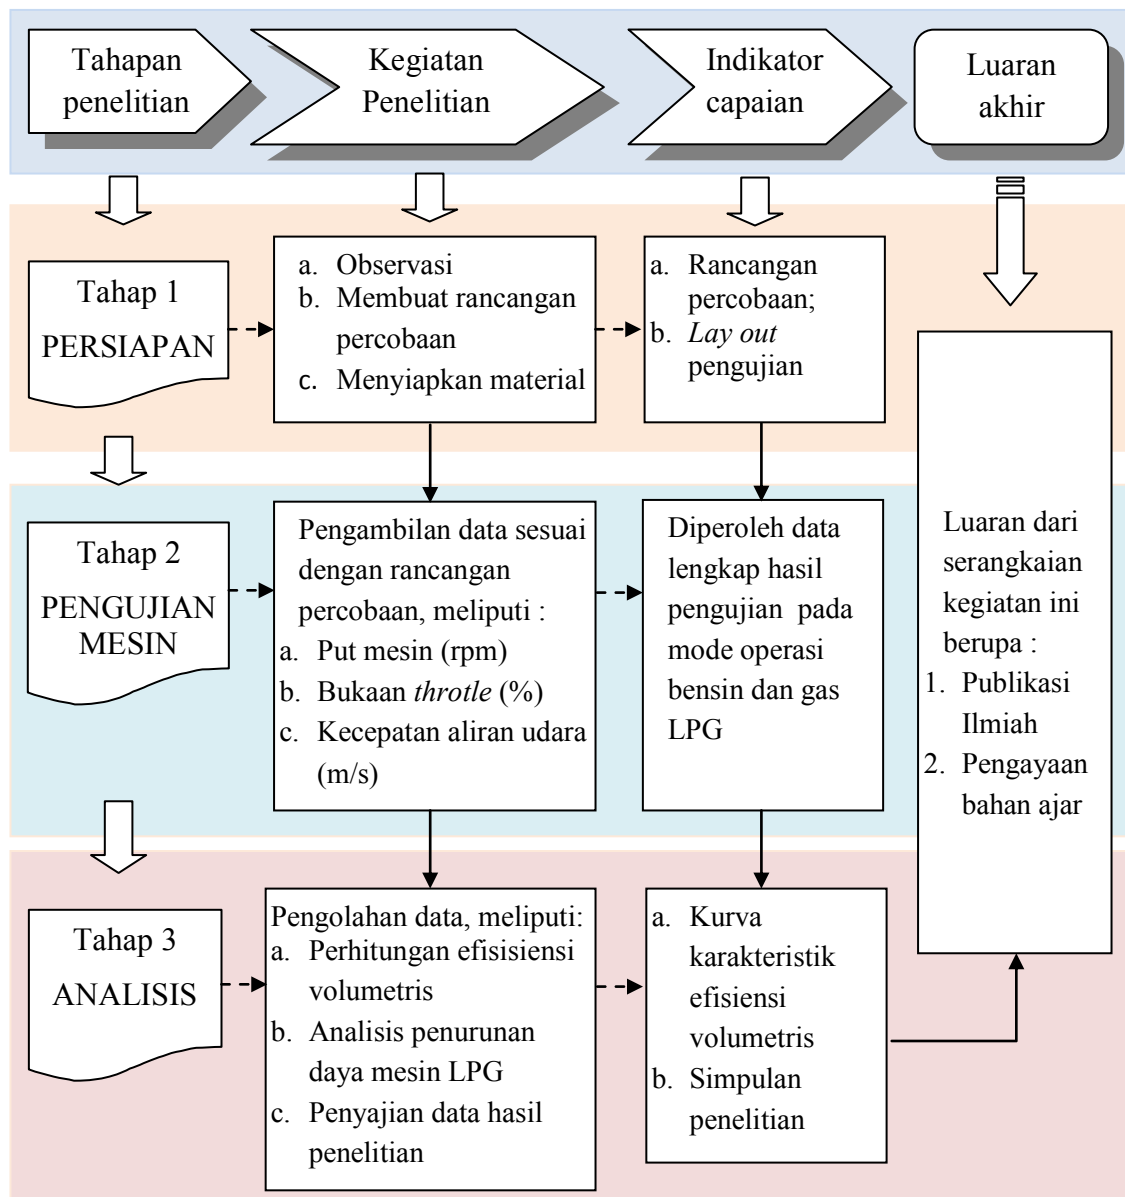 Tahapan
penelitian
Kegiatan
Penelitian
Indikator
capaian
Luaran
akhir
Tahap 1
PERSIAPAN
a. Observasi
b. Membuat rancangan
percobaan
c. Menyiapkan material
a. Rancangan
percobaan;
b. Lay out
pengujian
Tahap 2
PENGUJIAN
MESIN
Pengambilan data sesuai
dengan rancangan
percobaan, meliputi :
a. Put mesin (rpm)
b. Bukaan throtle (%)
c. Kecepatan aliran udara
(m/s)
Diperoleh data
lengkap hasil
pengujian pada
mode operasi
bensin dan gas
LPG
Luaran dari
serangkaian
kegiatan ini
berupa :
1. Publikasi
Ilmiah
2. Pengayaan
bahan ajar
Tahap 3
ANALISIS
Pengolahan data, meliputi:
a. Perhitungan efisisiensi
volumetris
b. Analisis penurunan
daya mesin LPG
c. Penyajian data hasil
penelitian
a. Kurva
karakteristik
efisiensi
volumetris
b. Simpulan
penelitian